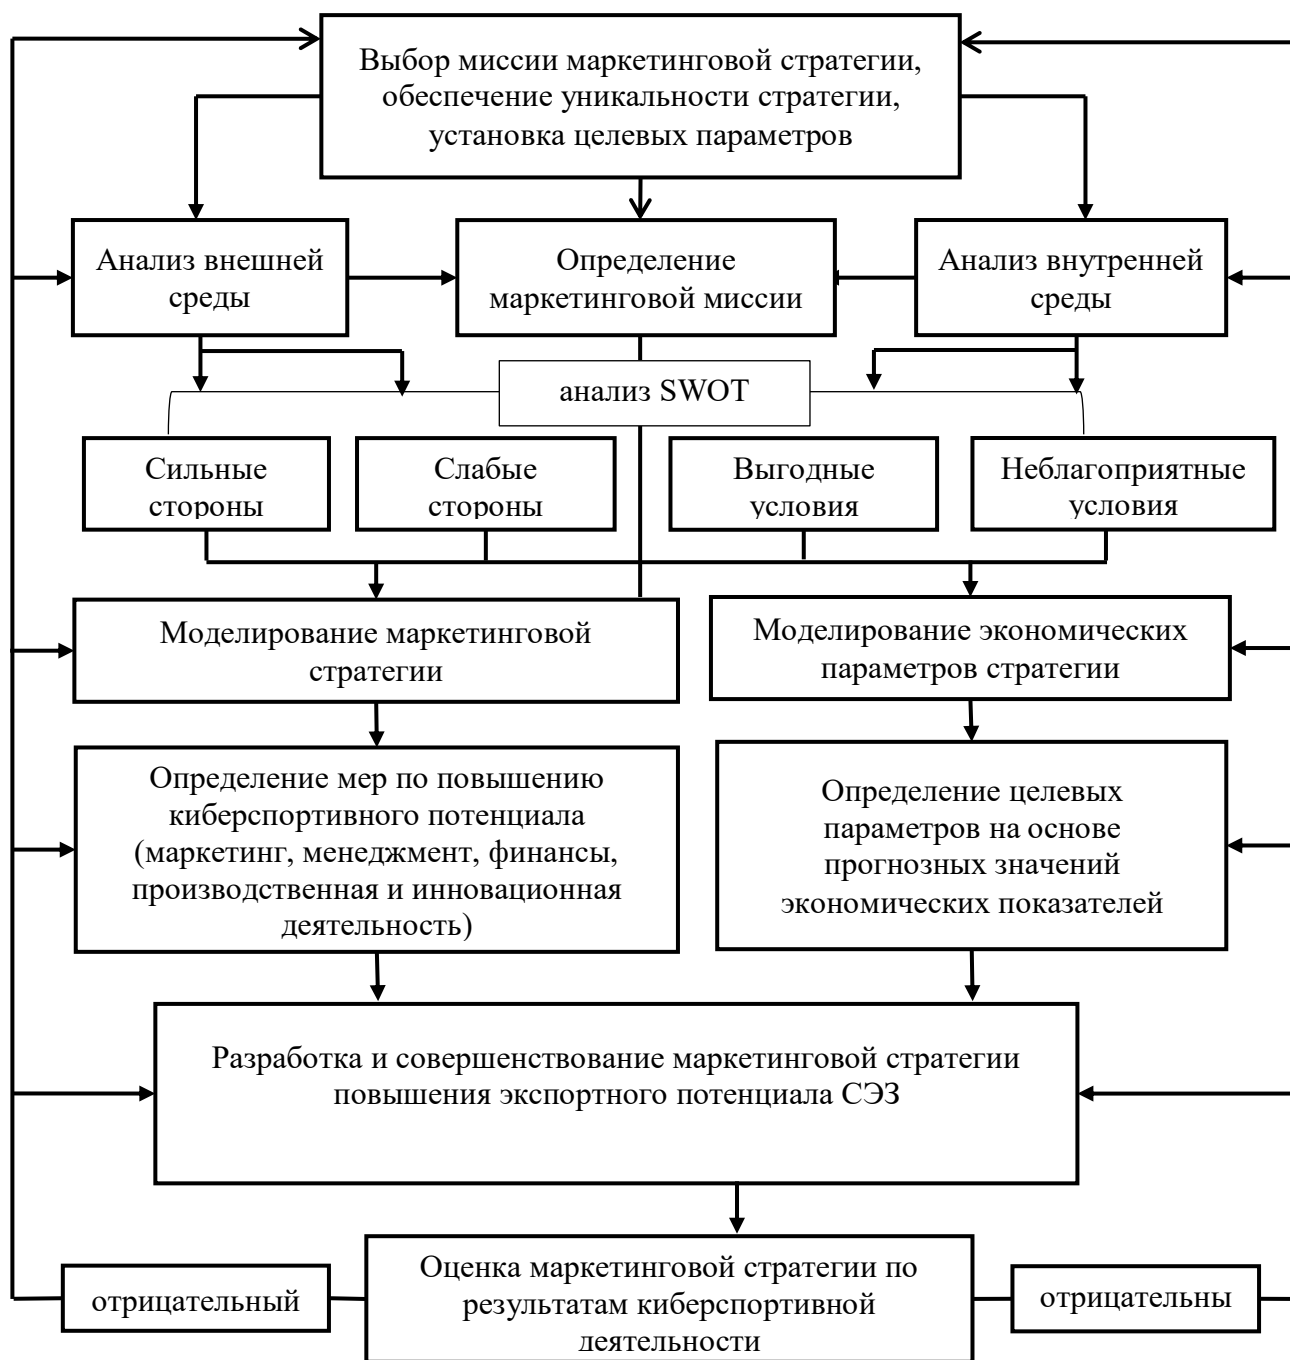 Выбор миссии маркетинговой стратегии,
обеспечение уникальности стратегии,
установка целевых параметров
Анализ внешней
среды
Определение
маркетинговой миссии
Анализ внутренней
среды
анализ SWOT
Сильные
стороны
Слабые
стороны
Выгодные
условия
Неблагоприятные
условия
Моделирование маркетинговой
стратегии
Моделирование экономических
параметров стратегии
Определение мер по повышению
киберспортивного потенциала
(маркетинг, менеджмент, финансы,
производственная и инновационная
деятельность)
Определение целевых
параметров на основе
прогнозных значений
экономических показателей
Разработка и совершенствование маркетинговой стратегии
повышения экспортного потенциала СЭЗ
отрицательный
Оценка маркетинговой стратегии по
результатам киберспортивной
деятельности
отрицательны